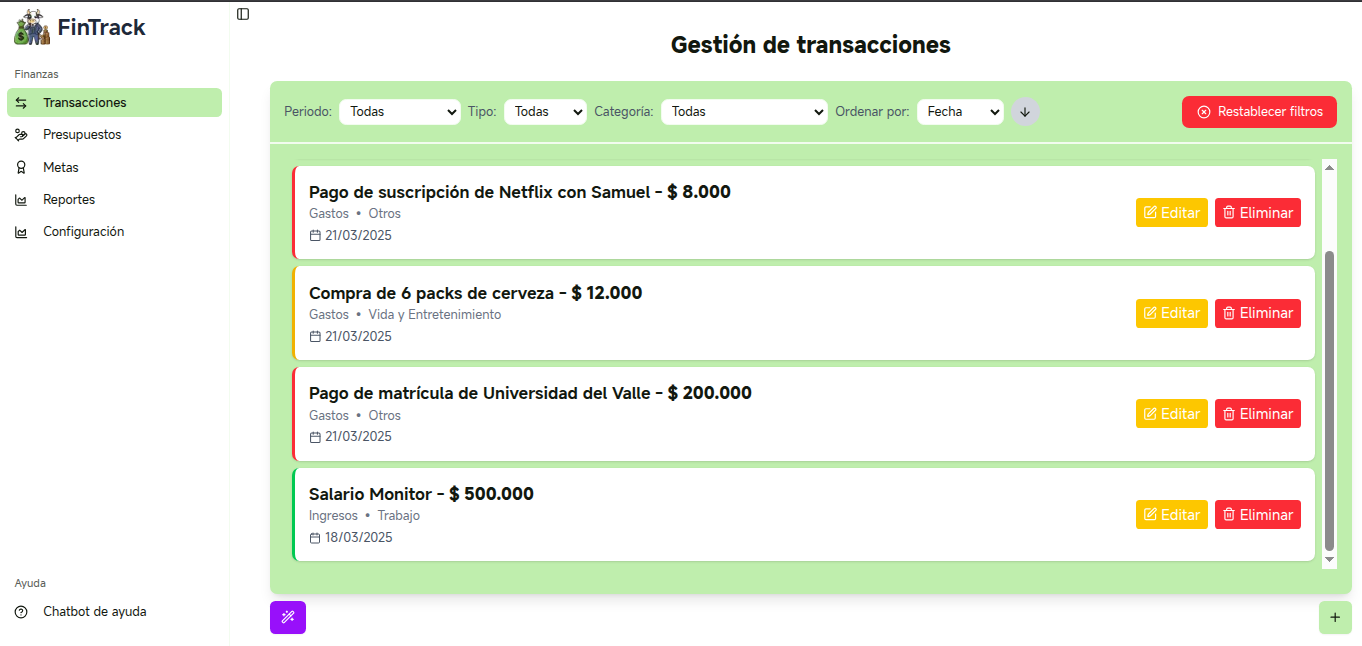 FinTrack
Finanzas
Transacciones
Presupuestos
Metas
Reportes
Configuración
Ayuda
Chatbot de ayuda
Gestión de transacciones
Periodo: Todas Tipo: Todas Categoría: Todas Ordenar por: Fecha Restablecer filtros
Pago de suscripción de Netflix con Samuel - $ 8.000
Gastos • Otros
21/03/2025
Editar Eliminar
Compra de 6 packs de cerveza - $ 12.000
Gastos • Vida y Entretenimiento
21/03/2025
Editar Eliminar
Pago de matrícula de Universidad del Valle - $ 200.000
Gastos • Otros
21/03/2025
Editar Eliminar
Salario Monitor - $ 500.000
Ingresos • Trabajo
18/03/2025
Editar Eliminar
+